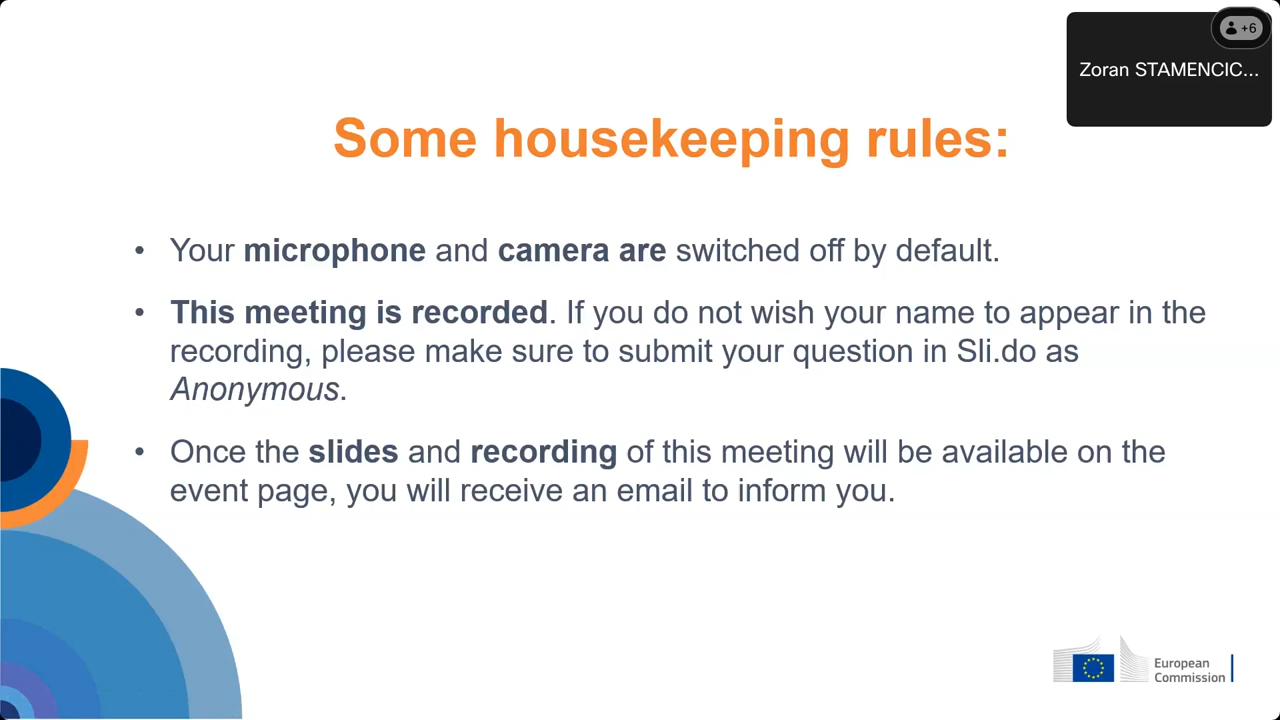 +6
Zoran STAMENCIC...
Some housekeeping rules:
• Your microphone and camera are switched off by default.
• This meeting is recorded. If you do not wish your name to appear in the
recording, please make sure to submit your question in Sli.do as
Anonymous.
• Once the slides and recording of this meeting will be available on the
event page, you will receive an email to inform you.
European
Commission